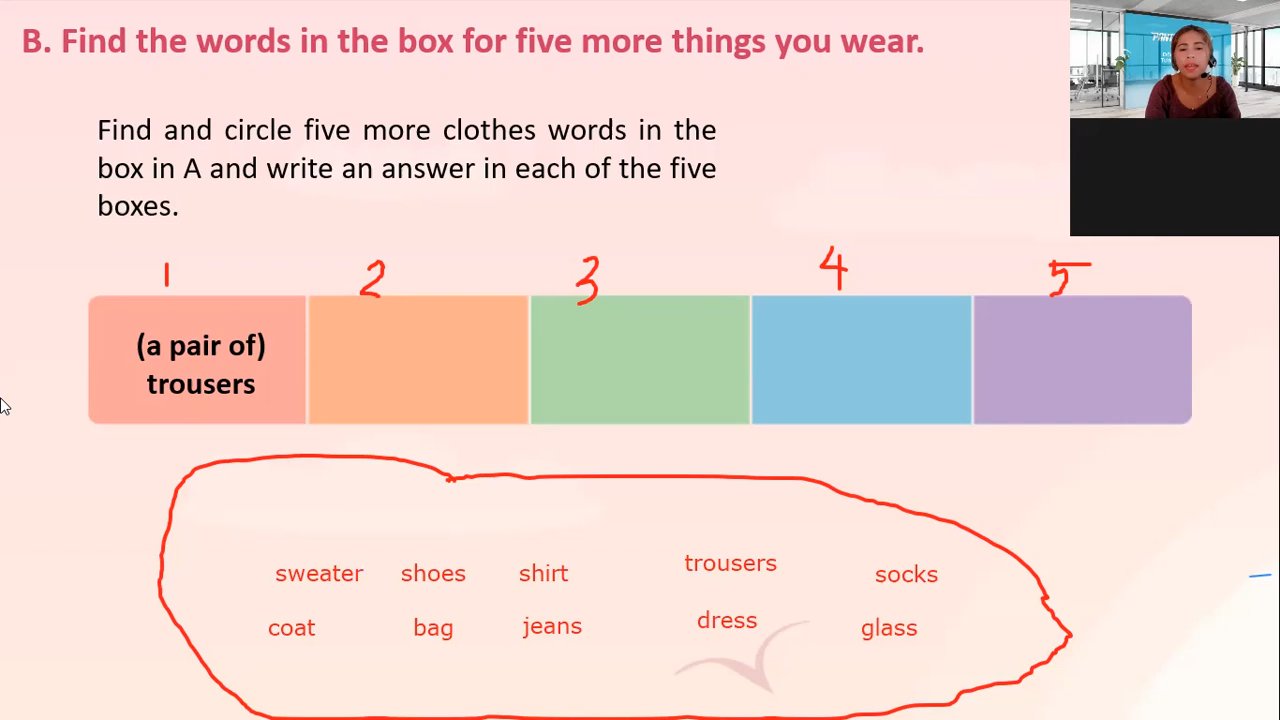 B. Find the words in the box for five more things you wear.
Find and circle five more clothes words in the
box in A and write an answer in each of the five
boxes.
1 2 3 4 5
(a pair of)
trousers
sweater shoes shirt trousers socks
coat bag jeans dress glass